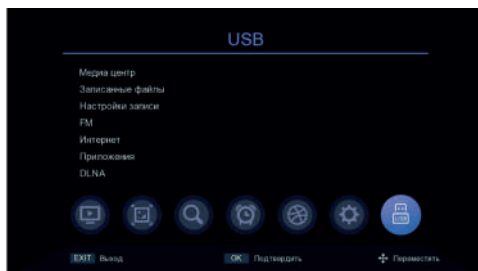 USB
Медиа центр
Записанные файлы
Настройки записи
FM
Интернет
Приложения
DLNA
USB
EXIT Выход OK Подтвердить Переместить